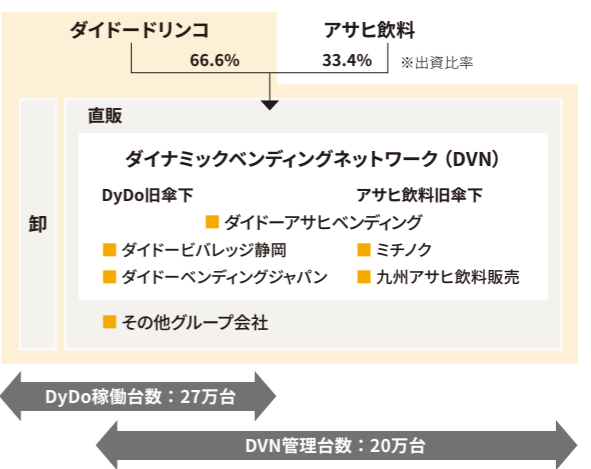 ダイドードリンコ アサヒ飲料
66.6% 33.4% ※出資比率
直販
ダイナミックベンディングネットワーク（DVN）
DyDo旧傘下 アサヒ飲料旧傘下
■ ダイドーアサヒベンディング
卸
■ ダイドービバレッジ静岡 ■ ミチノク
■ ダイドーベンディングジャパン ■ 九州アサヒ飲料販売
■ その他グループ会社
DyDo稼働台数：27万台
DVN管理台数：20万台